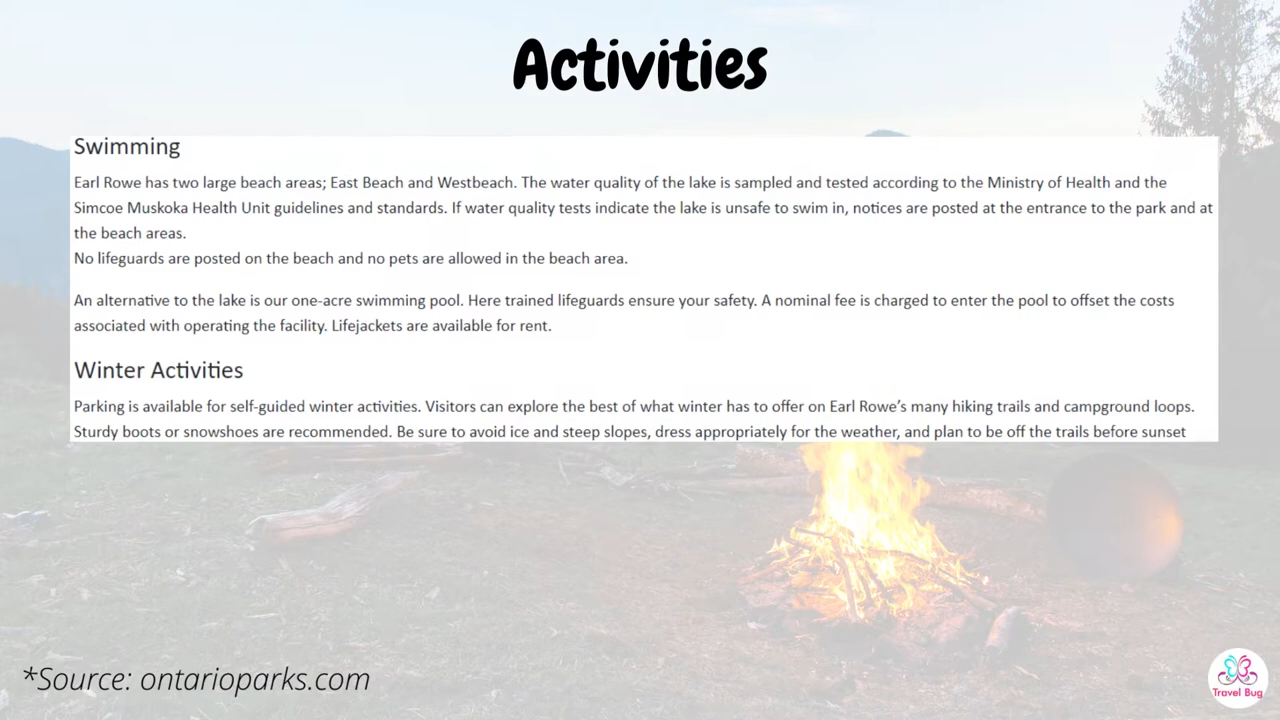 Activities
Swimming
Earl Rowe has two large beach areas; East Beach and Westbeach. The water quality of the lake is sampled and tested according to the Ministry of Health and the
Simcoe Muskoka Health Unit guidelines and standards. If water quality tests indicate the lake is unsafe to swim in, notices are posted at the entrance to the park and at
the beach areas.
No lifeguards are posted on the beach and no pets are allowed in the beach area.
An alternative to the lake is our one-acre swimming pool. Here trained lifeguards ensure your safety. A nominal fee is charged to enter the pool to offset the costs
associated with operating the facility. Lifejackets are available for rent.
Winter Activities
Parking is available for self-guided winter activities. Visitors can explore the best of what winter has to offer on Earl Rowe’s many hiking trails and campground loops.
Sturdy boots or snowshoes are recommended. Be sure to avoid ice and steep slopes, dress appropriately for the weather, and plan to be off the trails before sunset
*Source: ontarioparks.com
Travel Bug